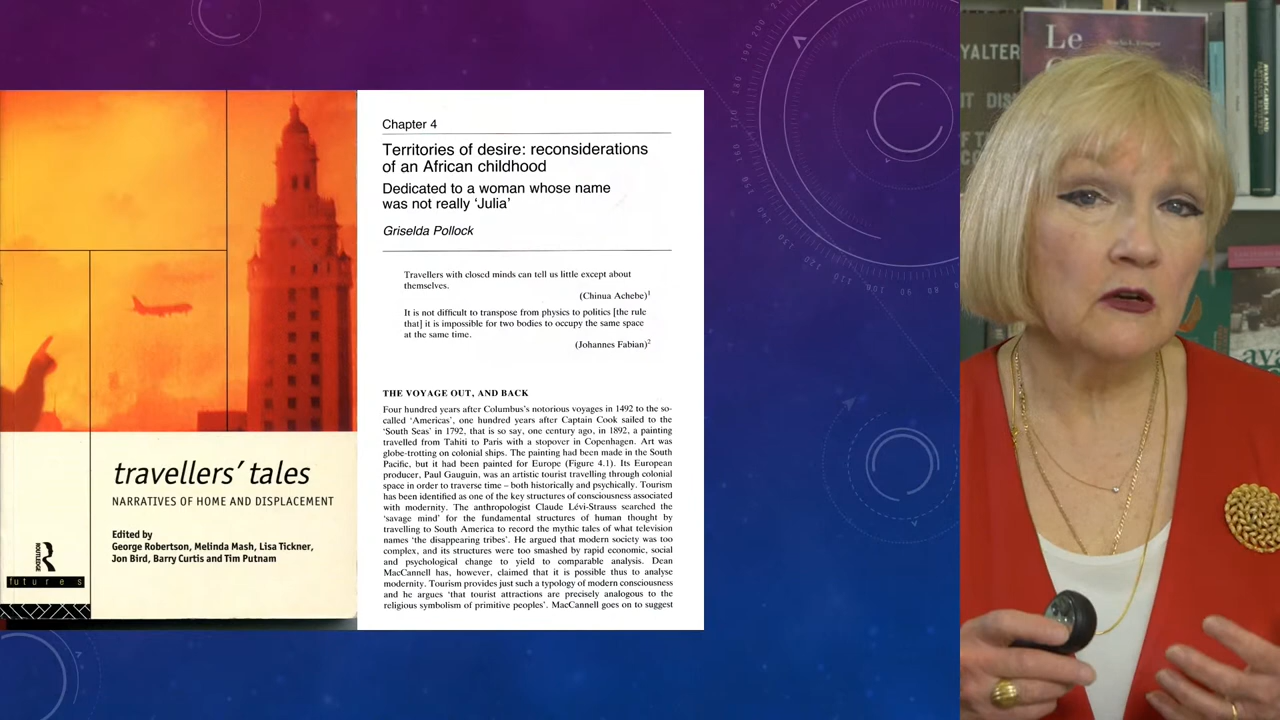 travellers' tales
NARRATIVES OF HOME AND DISPLACEMENT
Edited by
George Robertson, Melinda Mash, Lisa Tickner,
Jon Bird, Barry Curtis and Tim Putnam
ROUTLEDGE
futures
Chapter 4
Territories of desire: reconsiderations
of an African childhood
Dedicated to a woman whose name
was not really 'Julia'
Griselda Pollock
Travellers with closed minds can tell us little except about
themselves.
(Chinua Achebe)1
It is not difficult to transpose from physics to politics [the rule
that] it is impossible for two bodies to occupy the same space
at the same time.
(Johannes Fabian)2
THE VOYAGE OUT, AND BACK
Four hundred years after Columbus's notorious voyages in 1492 to the so-
called 'Americas', one hundred years after Captain Cook sailed to the
'South Seas' in 1792, that is so say, one century ago, in 1892, a painting
travelled from Tahiti to Paris with a stopover in Copenhagen. Art was
globe-trotting on colonial ships. The painting had been made in the South
Pacific, but it had been painted for Europe (Figure 4.1). Its European
producer, Paul Gauguin, was an artistic tourist travelling through colonial
space in order to traverse time – both historically and psychically. Tourism
has been identified as one of the key structures of consciousness associated
with modernity. The anthropologist Claude Lévi-Strauss searched the
'savage mind' for the fundamental structures of human thought by
travelling to South America to record the mythic tales of what television
names 'the disappearing tribes'. He argued that modern society was too
complex, and its structures were too smashed by rapid economic, social
and psychological change to yield to comparable analysis. Dean
MacCannell has, however, claimed that it is possible thus to analyse
modernity. Tourism provides just such a typology of modern consciousness
and he argues 'that tourist attractions are precisely analogous to the
religious symbolism of primitive peoples'. MacCannell goes on to suggest
190
180
170
160
150
140
120
110
100
90
Le
YALTER